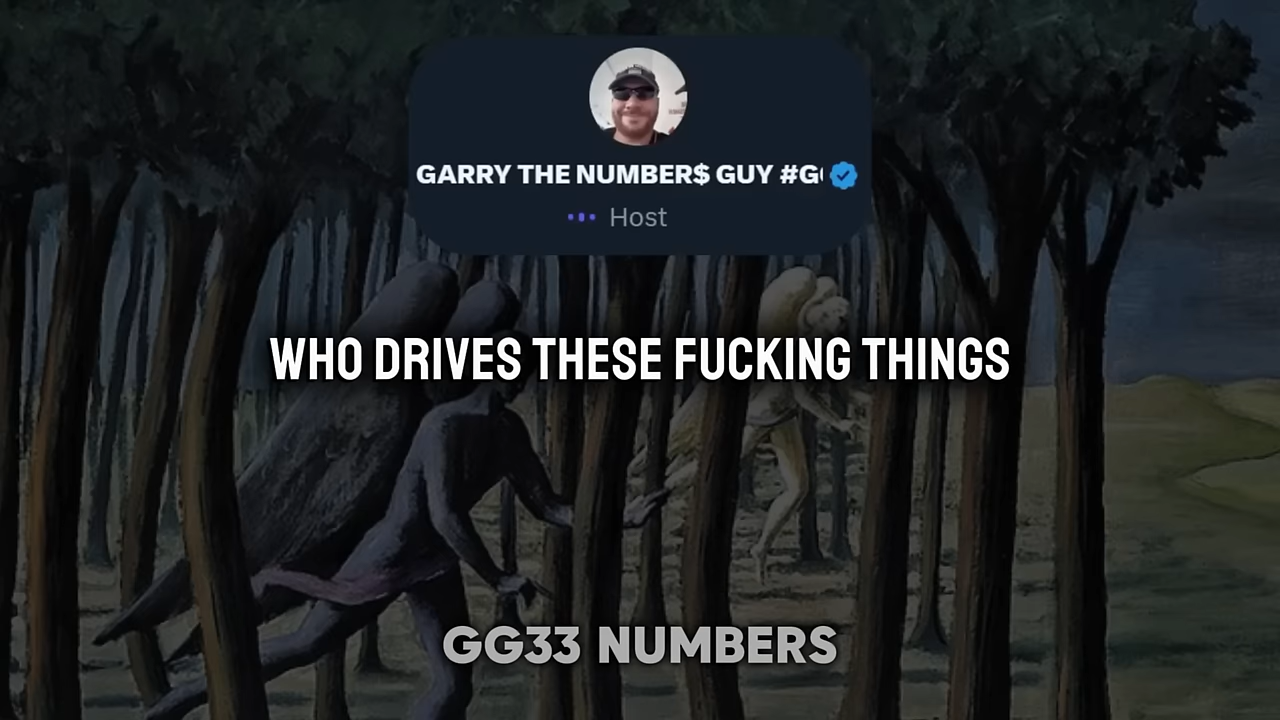 GARRY THE NUMBER$ GUY #G
Host
WHO DRIVES THESE FUCKING THINGS
GG33 NUMBERS